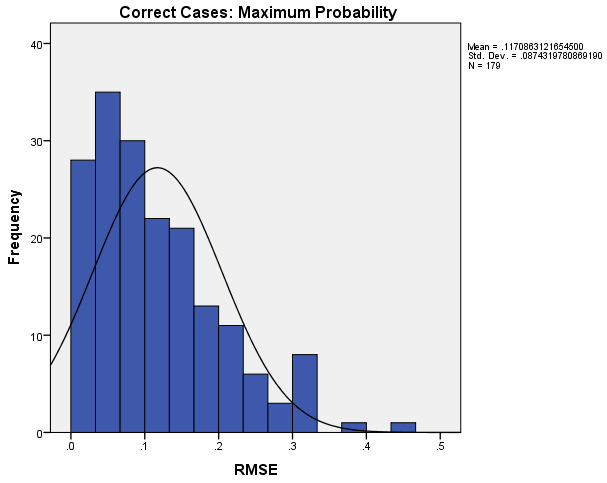 Correct Cases: Maximum Probability
Mean = .1170863121654500
Std. Dev. = .0874319780869190
N = 179
Frequency
40
30
20
10
0
.0 .1 .2 .3 .4 .5
RMSE